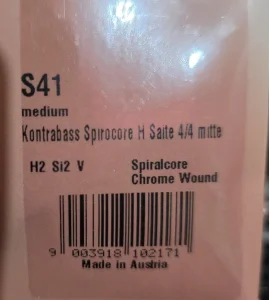 S41
medium
Kontrabass Spirocore H Saite 4/4 mitte
H2 Si2 V Spiralcore
Chrome Wound
9 003918 102171
Made in Austria